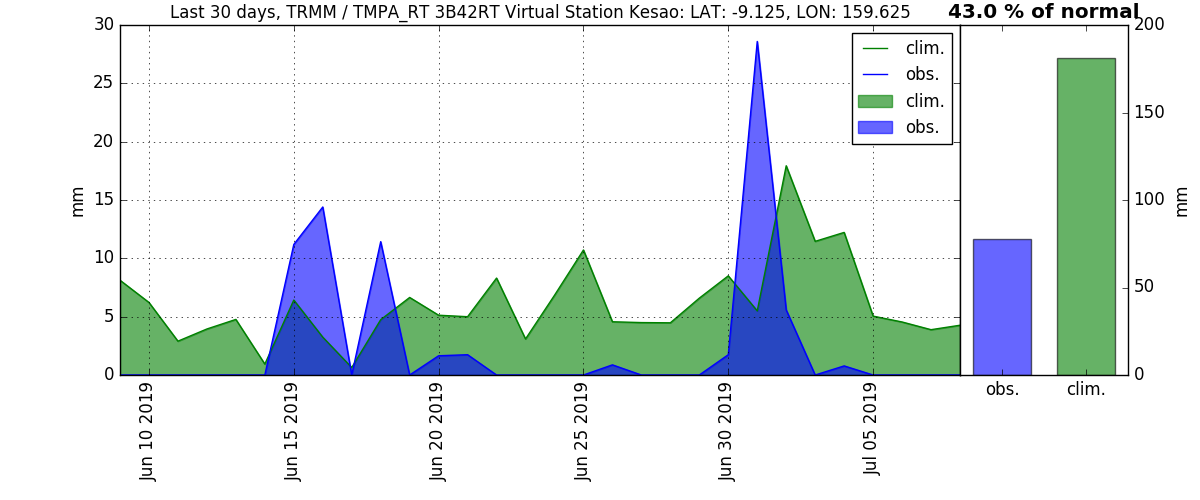 Last 30 days, TRMM / TMPA_RT 3B42RT Virtual Station Kesao: LAT: -9.125, LON: 159.625
43.0 % of normal
30
25
20
15
10
5
0
mm
clim.
obs.
clim.
obs.
200
150
100
50
0
mm
Jun 10 2019
Jun 15 2019
Jun 20 2019
Jun 25 2019
Jun 30 2019
Jul 05 2019
obs.
clim.